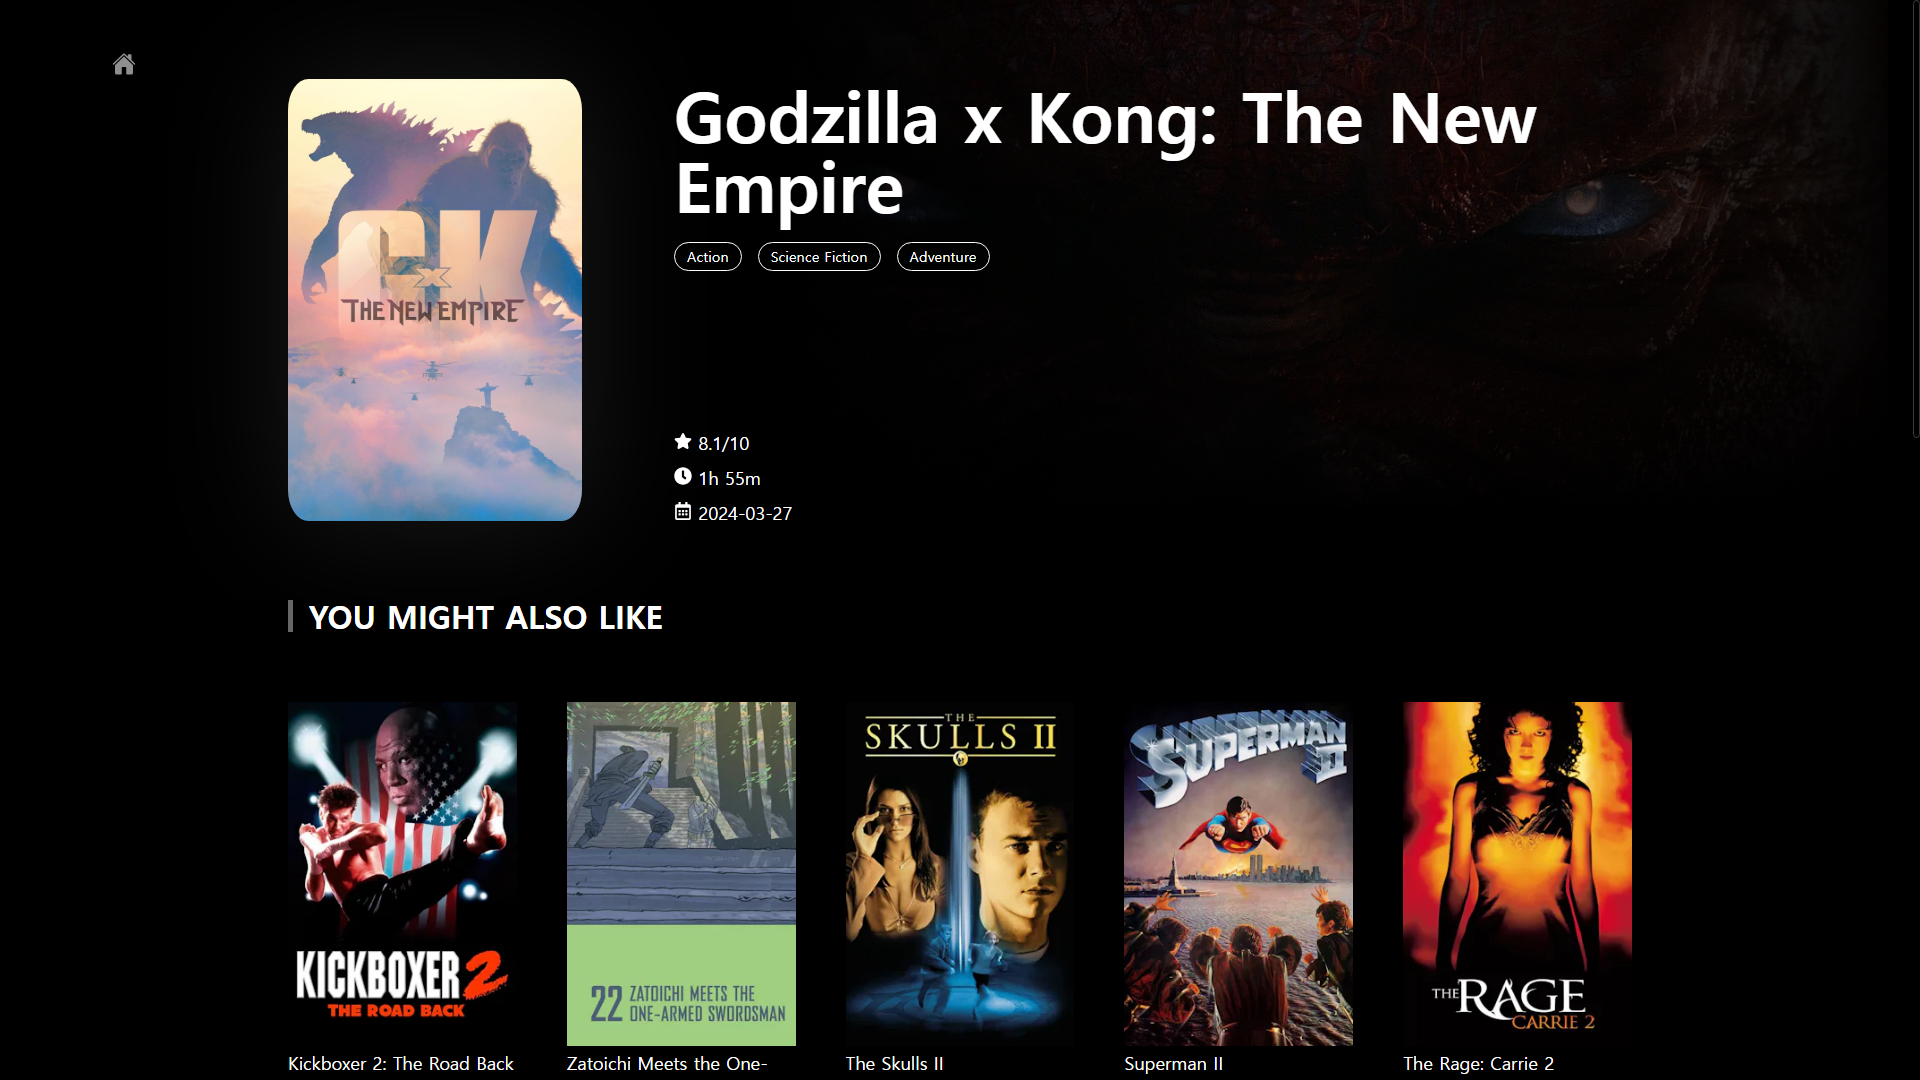 Godzilla x Kong: The New
Empire
Action
Science Fiction
Adventure
GK
x
THE NEW EMPIRE
8.1/10
1h 55m
2024-03-27
YOU MIGHT ALSO LIKE
KICKBOXER 2
THE ROAD BACK
Kickboxer 2: The Road Back
22 ZATOICHI MEETS THE
ONE-ARMED SWORDSMAN
Zatoichi Meets the One-
THE
SKULLS II
The Skulls II
SUPERMAN
II
Superman II
THE RAGE
CARRIE 2
The Rage: Carrie 2